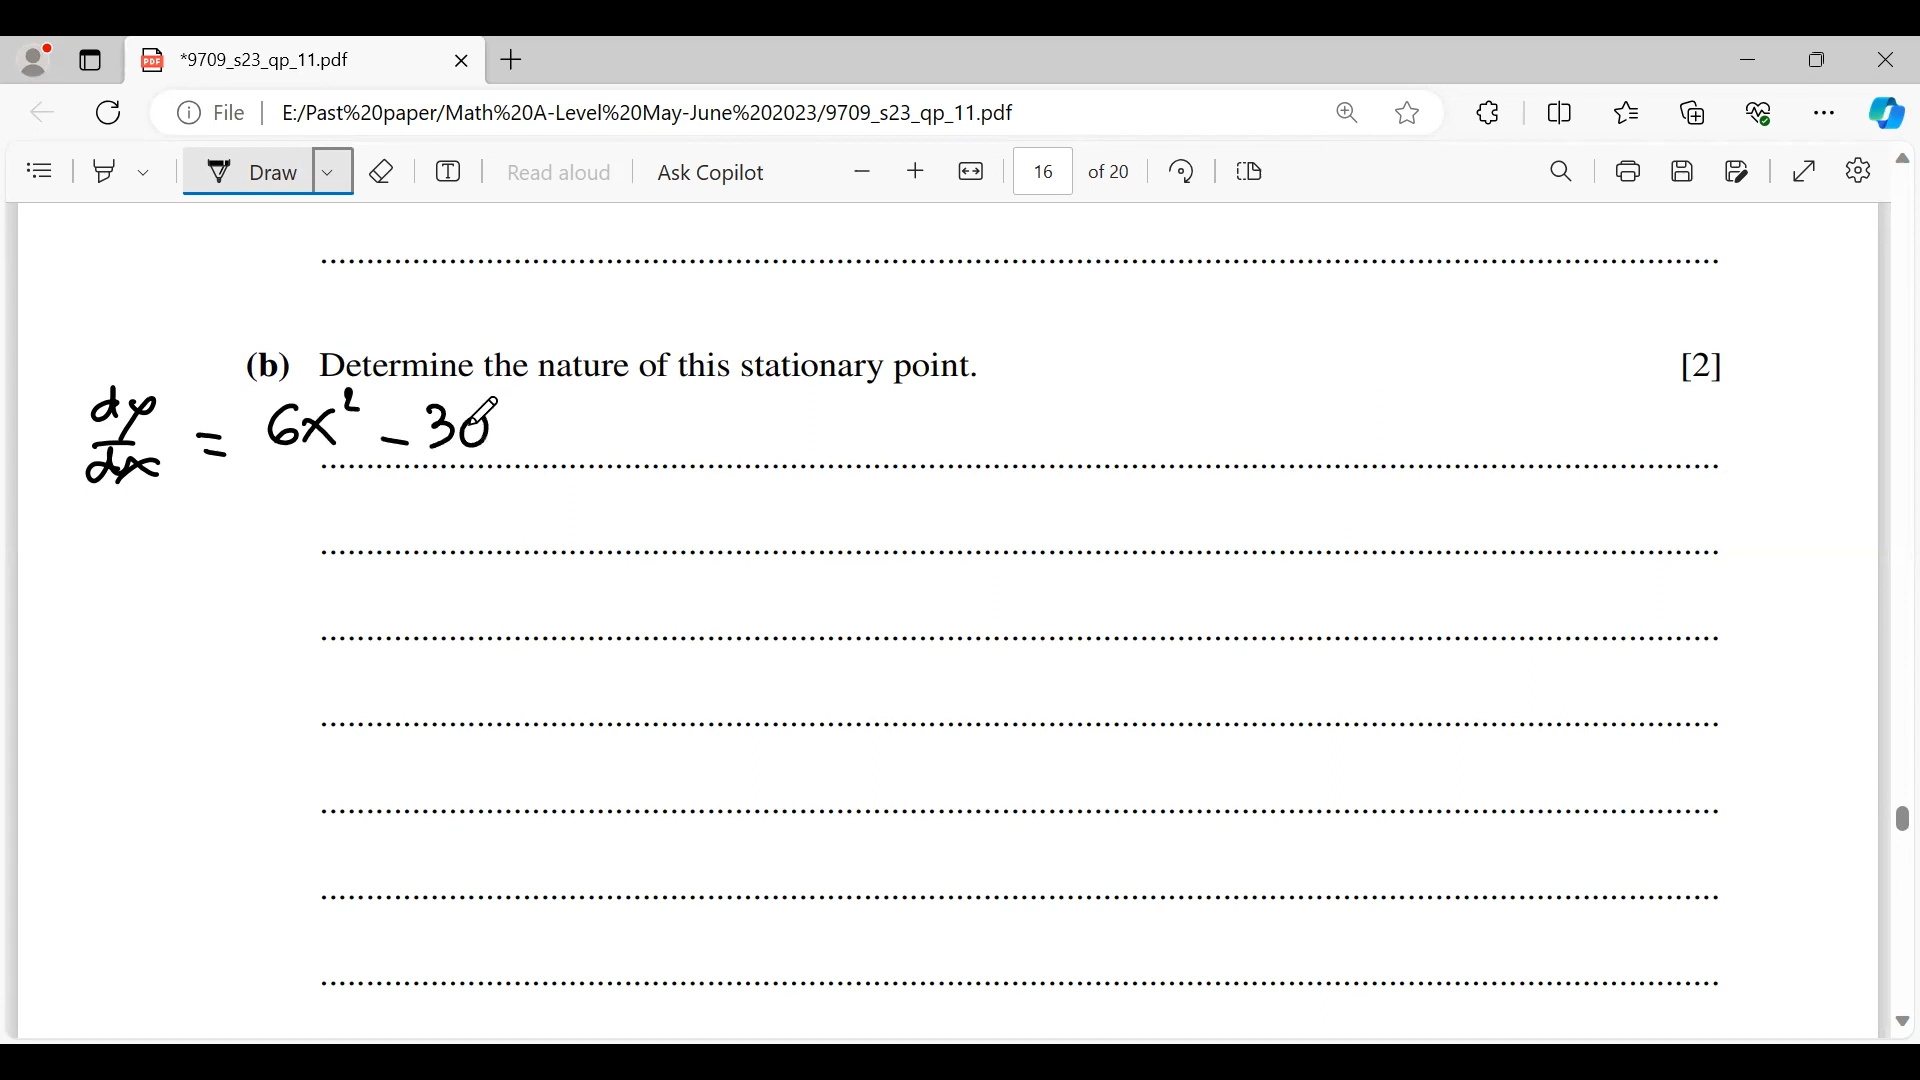 *9709_s23_qp_11.pdf
File E:/Past%20paper/Math%20A-Level%20May-June%202023/9709_s23_qp_11.pdf
Draw Read aloud Ask Copilot 16 of 20
(b) Determine the nature of this stationary point. [2]
dy/dx = 6x² - 30